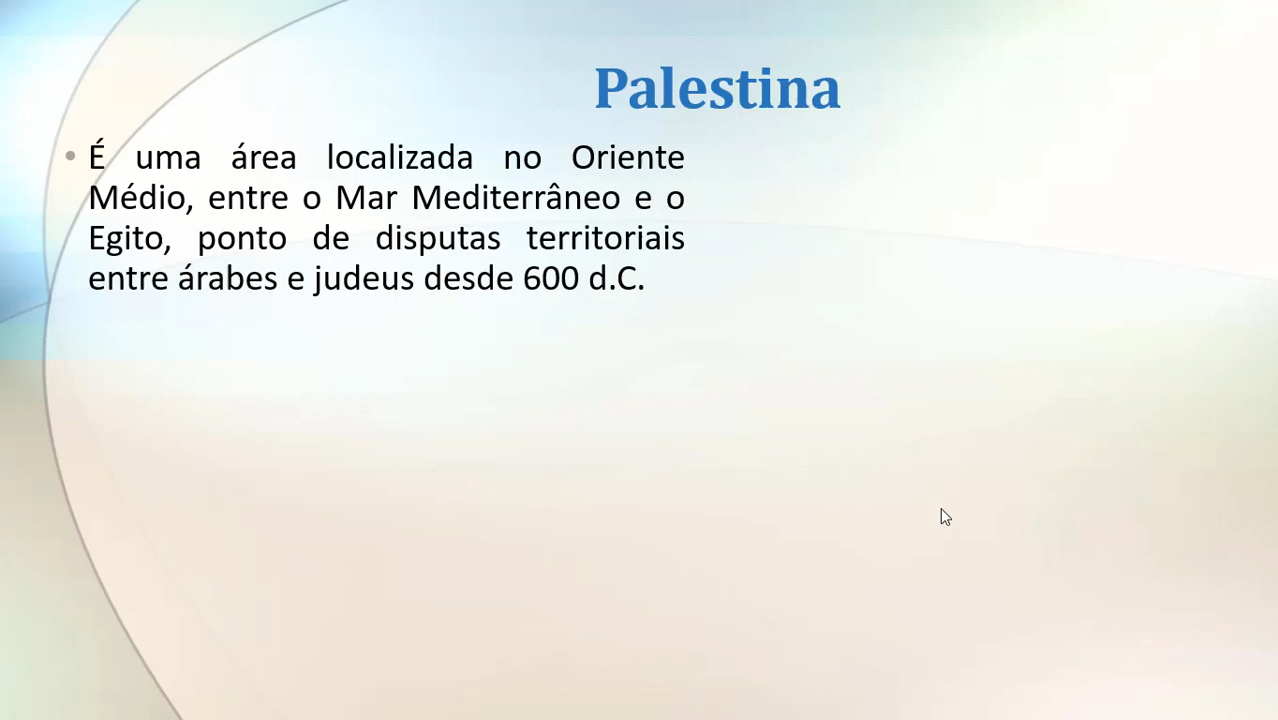 Palestina
• É uma área localizada no Oriente
Médio, entre o Mar Mediterrâneo e o
Egito, ponto de disputas territoriais
entre árabes e judeus desde 600 d.C.